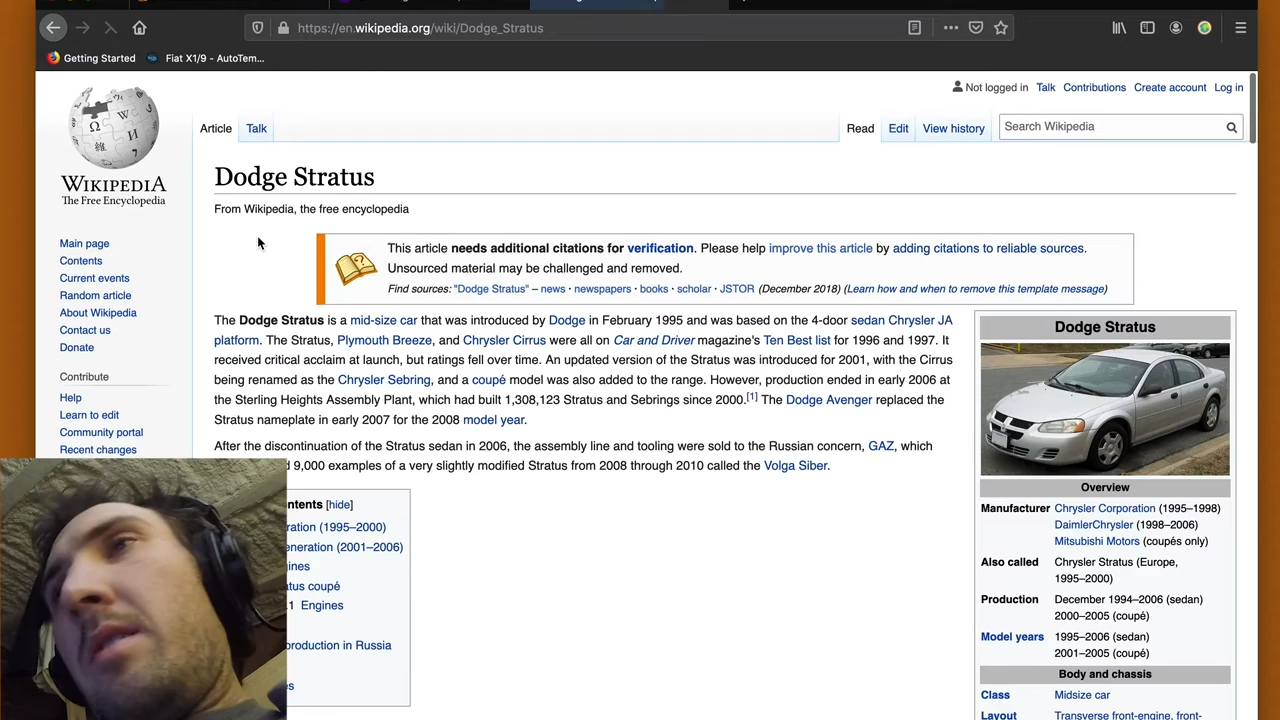 https://en.wikipedia.org/wiki/Dodge_Stratus
Getting Started
Fiat X1/9 - AutoTem...
Not logged in Talk Contributions Create account Log in
Article Talk
Read Edit View history
Search Wikipedia
WIKIPEDIA
The Free Encyclopedia
Main page
Contents
Current events
Random article
About Wikipedia
Contact us
Donate
Contribute
Help
Learn to edit
Community portal
Recent changes
Dodge Stratus
From Wikipedia, the free encyclopedia
This article needs additional citations for verification. Please help improve this article by adding citations to reliable sources.
Unsourced material may be challenged and removed.
Find sources: "Dodge Stratus" – news · newspapers · books · scholar · JSTOR (December 2018) (Learn how and when to remove this template message)
The Dodge Stratus is a mid-size car that was introduced by Dodge in February 1995 and was based on the 4-door sedan Chrysler JA
platform. The Stratus, Plymouth Breeze, and Chrysler Cirrus were all on Car and Driver magazine's Ten Best list for 1996 and 1997. It
received critical acclaim at launch, but ratings fell over time. An updated version of the Stratus was introduced for 2001, with the Cirrus
being renamed as the Chrysler Sebring, and a coupé model was also added to the range. However, production ended in early 2006 at
the Sterling Heights Assembly Plant, which had built 1,308,123 Stratus and Sebrings since 2000.[1] The Dodge Avenger replaced the
Stratus nameplate in early 2007 for the 2008 model year.
After the discontinuation of the Stratus sedan in 2006, the assembly line and tooling were sold to the Russian concern, GAZ, which
9,000 examples of a very slightly modified Stratus from 2008 through 2010 called the Volga Siber.
ntents [hide]
ration (1995–2000)
eneration (2001–2006)
ines
atus coupé
.1 Engines
production in Russia
es
Dodge Stratus
Overview
Manufacturer Chrysler Corporation (1995–1998)
DaimlerChrysler (1998–2006)
Mitsubishi Motors (coupés only)
Also called Chrysler Stratus (Europe,
1995–2000)
Production December 1994–2006 (sedan)
2000–2005 (coupé)
Model years 1995–2006 (sedan)
2001–2005 (coupé)
Body and chassis
Class Midsize car
Layout Transverse front-engine, front-